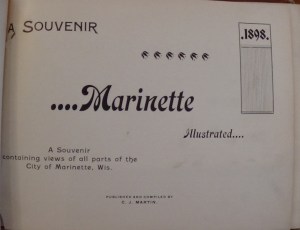 A SOUVENIR
.1898.
....Marinette
Illustrated....
A Souvenir
containing views of all parts of the
City of Marinette, Wis.
PUBLISHED AND COMPILED BY
C. J. MARTIN